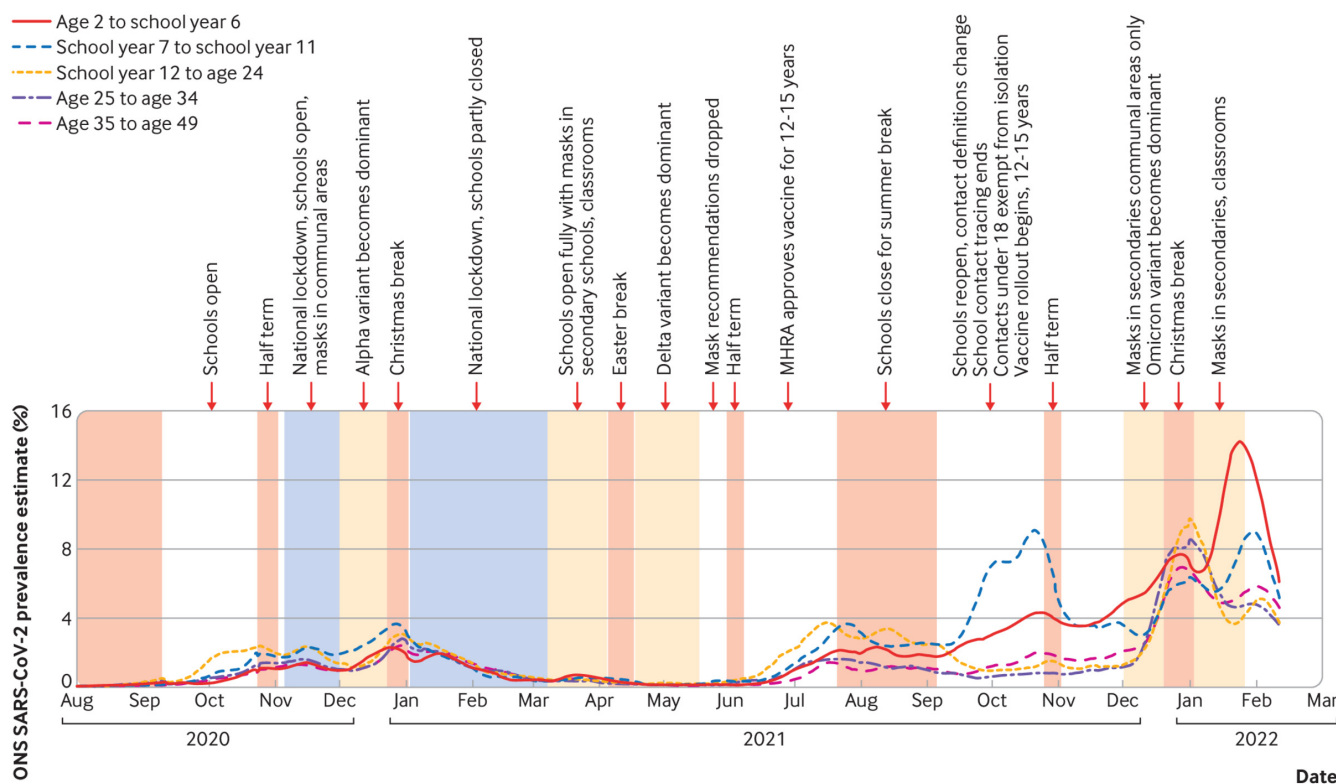 Age 2 to school year 6
School year 7 to school year 11
School year 12 to age 24
Age 25 to age 34
Age 35 to age 49
Schools open
Half term
National lockdown, schools open,
masks in communal areas
Alpha variant becomes dominant
Christmas break
National lockdown, schools partly closed
Schools open fully with masks in
secondary schools, classrooms
Easter break
Delta variant becomes dominant
Mask recommendations dropped
Half term
MHRA approves vaccine for 12-15 years
Schools close for summer break
Schools reopen, contact definitions change
School contact tracing ends
Contacts under 18 exempt from isolation
Vaccine rollout begins, 12-15 years
Half term
Masks in secondaries communal areas only
Omicron variant becomes dominant
Christmas break
Masks in secondaries, classrooms
ONS SARS-CoV-2 prevalence estimate (%)
16
12
8
4
0
Aug Sep Oct Nov Dec Jan Feb Mar Apr May Jun Jul Aug Sep Oct Nov Dec Jan Feb Mar
2020 2021 2022
Date